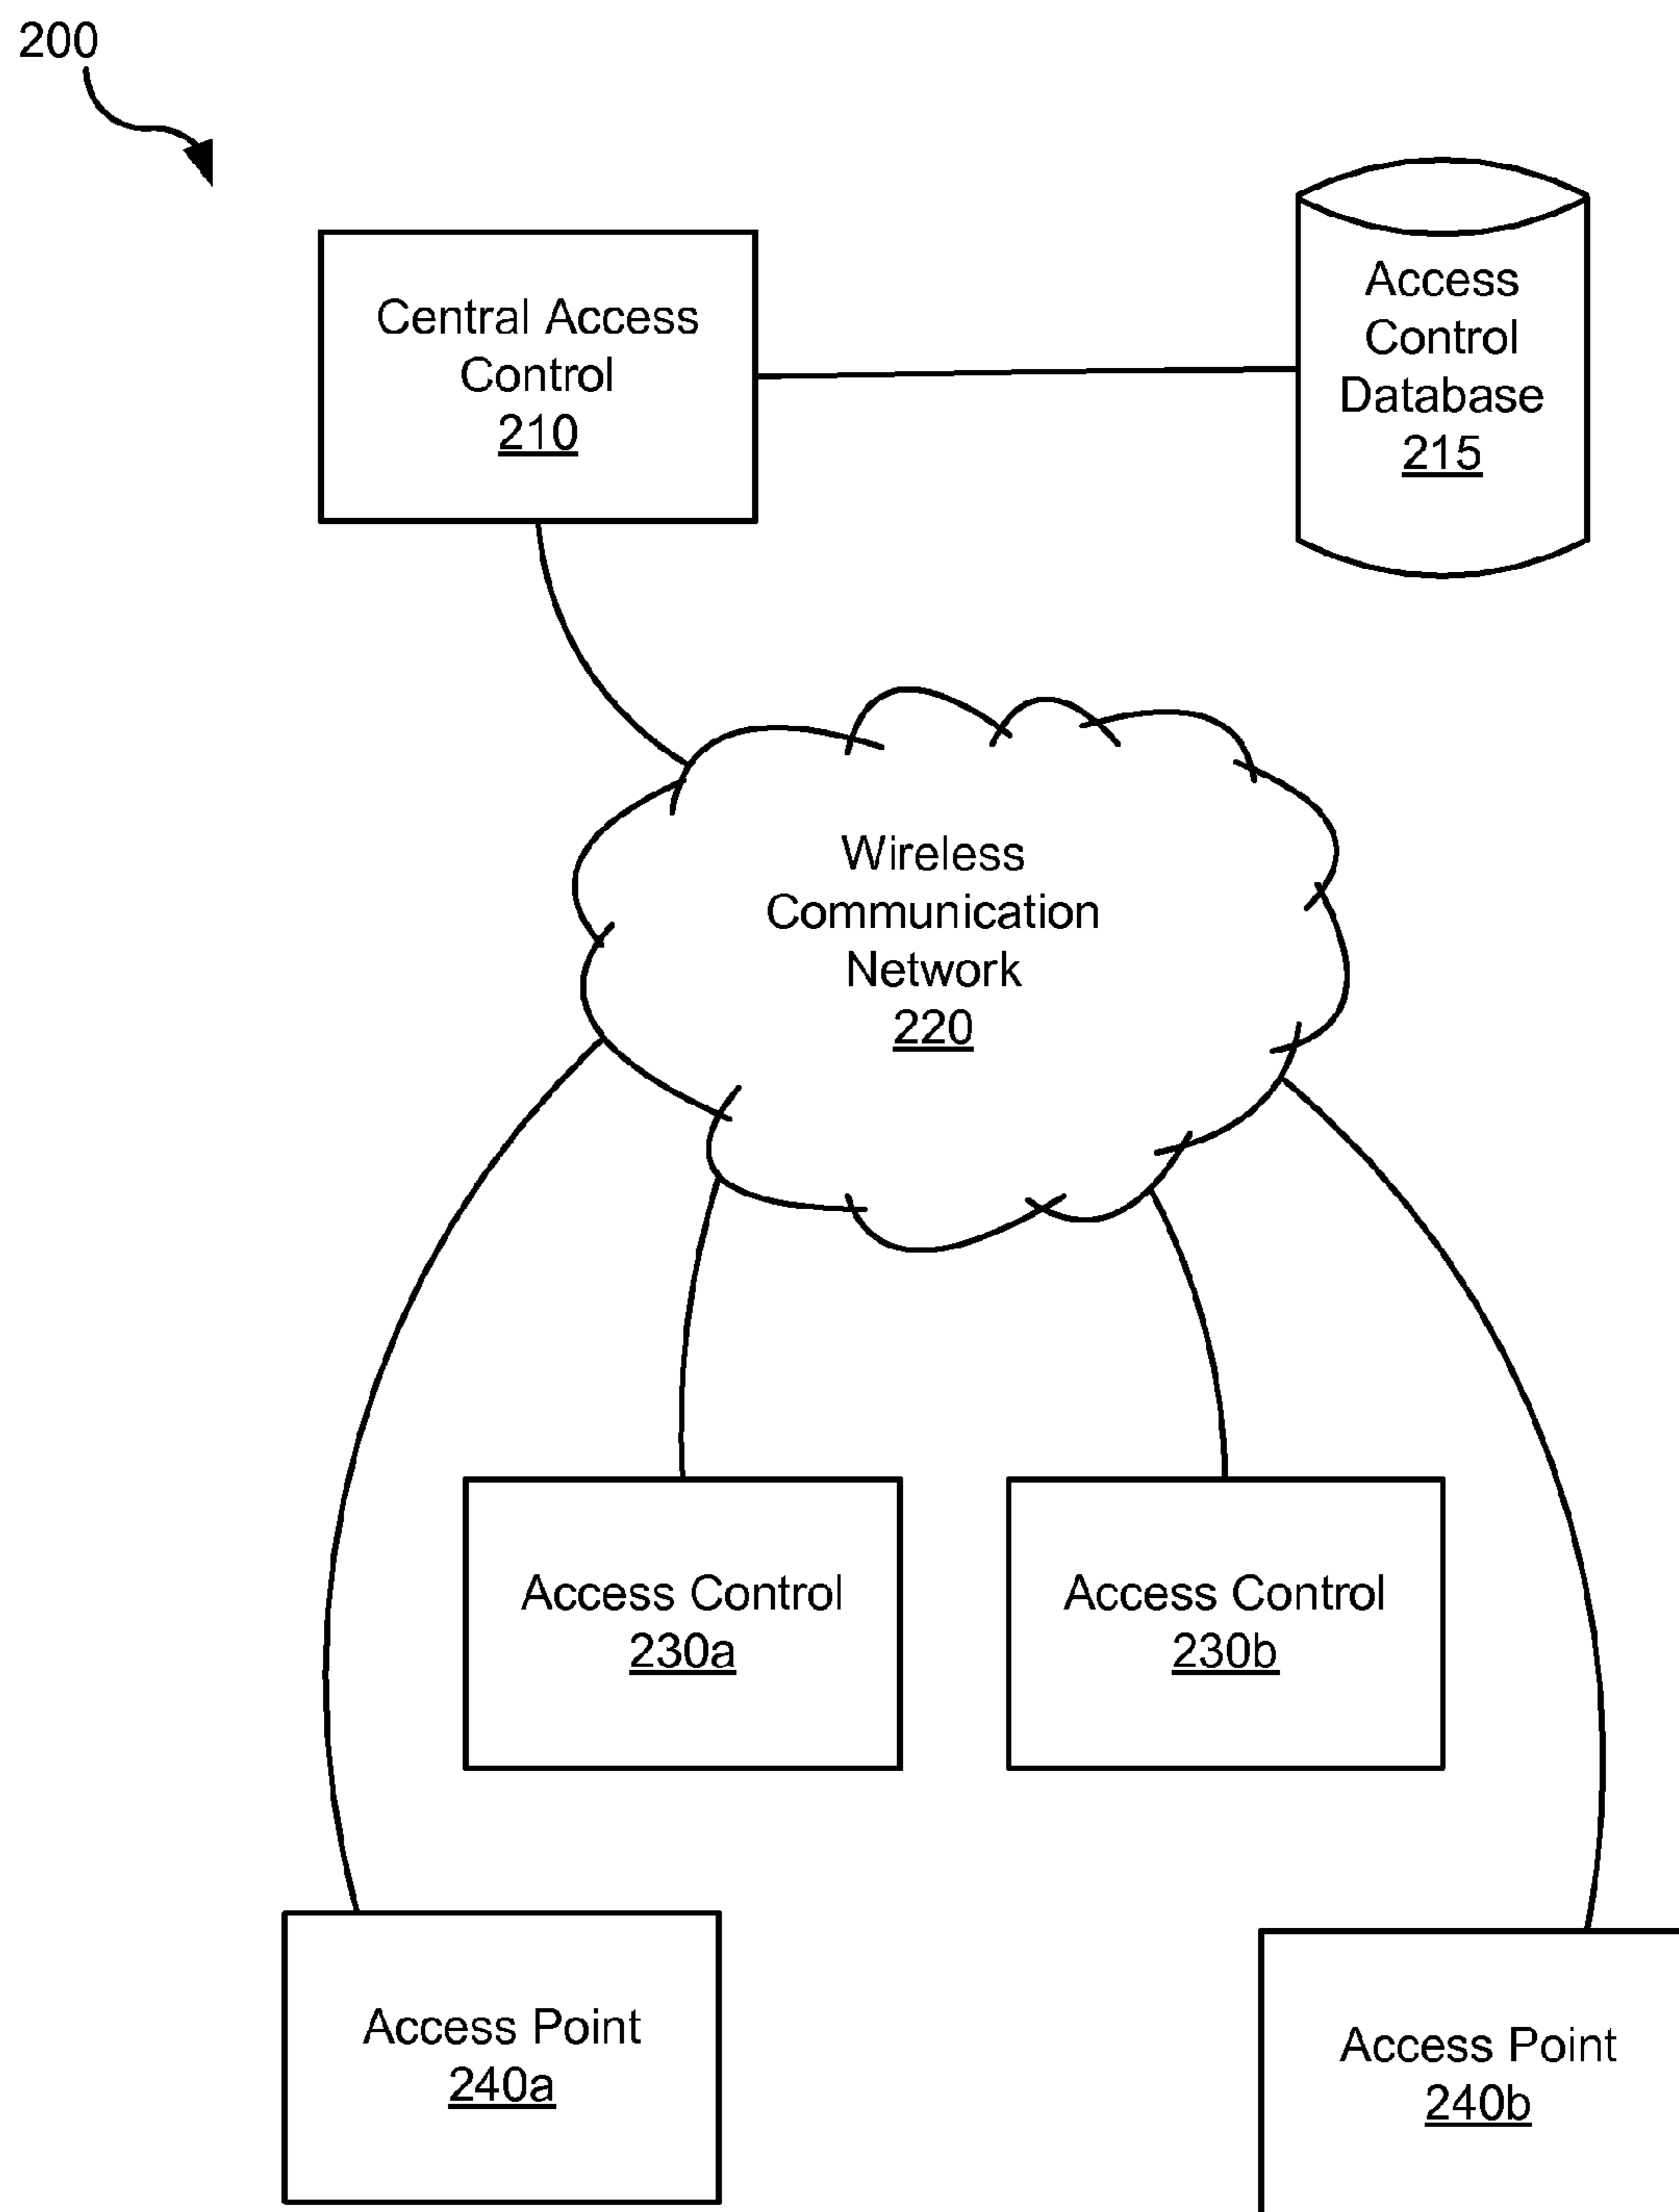 200
Central Access
Control
210
Access
Control
Database
215
Wireless
Communication
Network
220
Access Control
230a
Access Control
230b
Access Point
240a
Access Point
240b